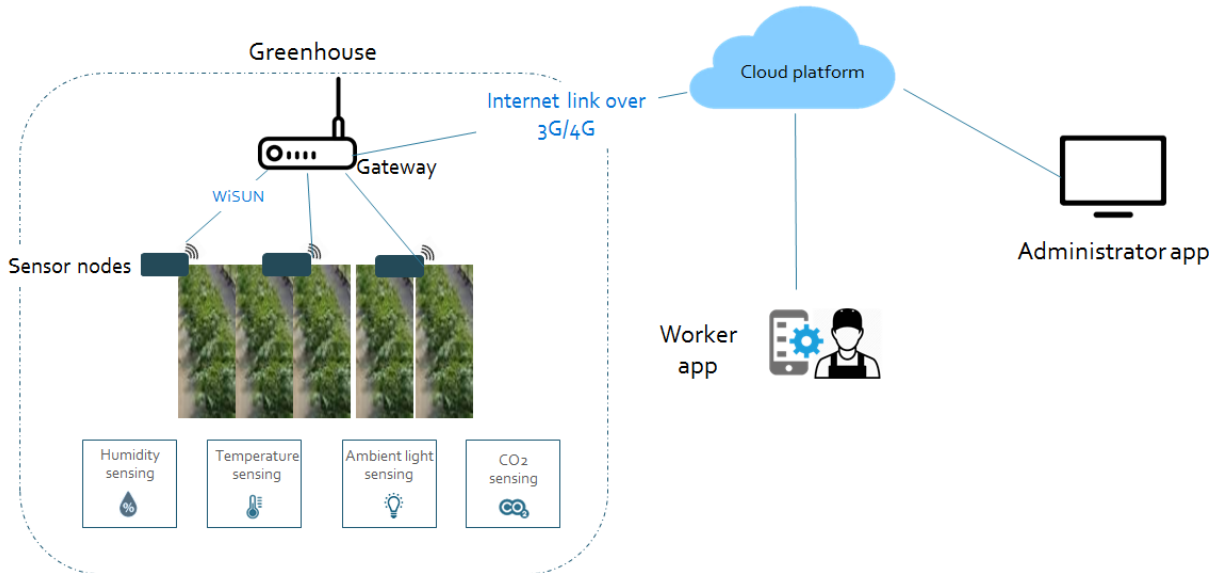 Greenhouse
Cloud platform
Internet link over
3G/4G
Gateway
WiSUN
Sensor nodes
Administrator app
Worker
app
Humidity
sensing
%
Temperature
sensing
Ambient light
sensing
CO2
sensing
CO2